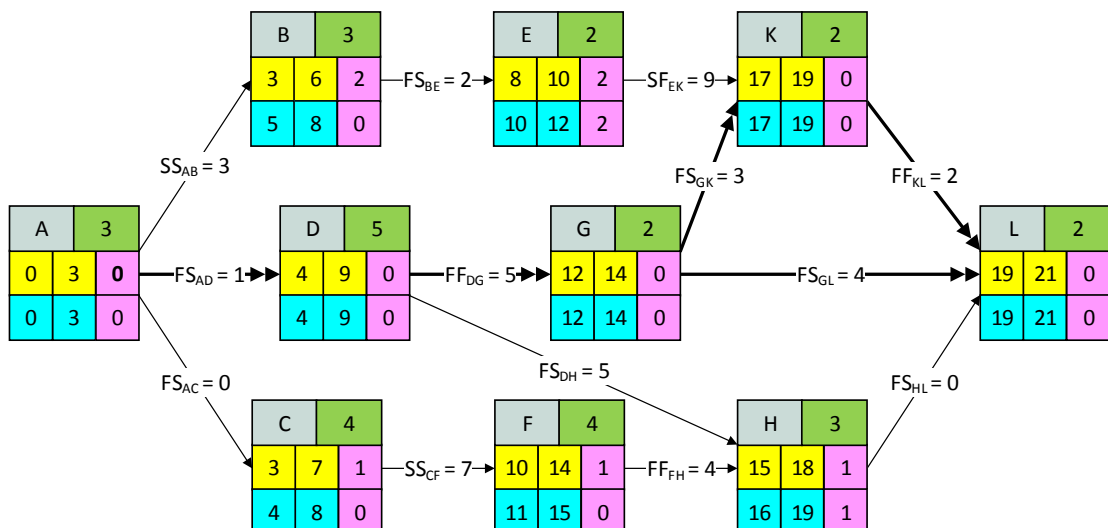 B 3
3 6 2
5 8 0
FS_BE = 2
E 2
8 10 2
10 12 2
SF_EK = 9
K 2
17 19 0
17 19 0
SS_AB = 3
FS_GK = 3
FF_KL = 2
A 3
0 3 0
0 3 0
FS_AD = 1
D 5
4 9 0
4 9 0
FF_DG = 5
G 2
12 14 0
12 14 0
FS_GL = 4
L 2
19 21 0
19 21 0
FS_AC = 0
FS_DH = 5
FS_HL = 0
C 4
3 7 1
4 8 0
SS_CF = 7
F 4
10 14 1
11 15 0
FF_FH = 4
H 3
15 18 1
16 19 1